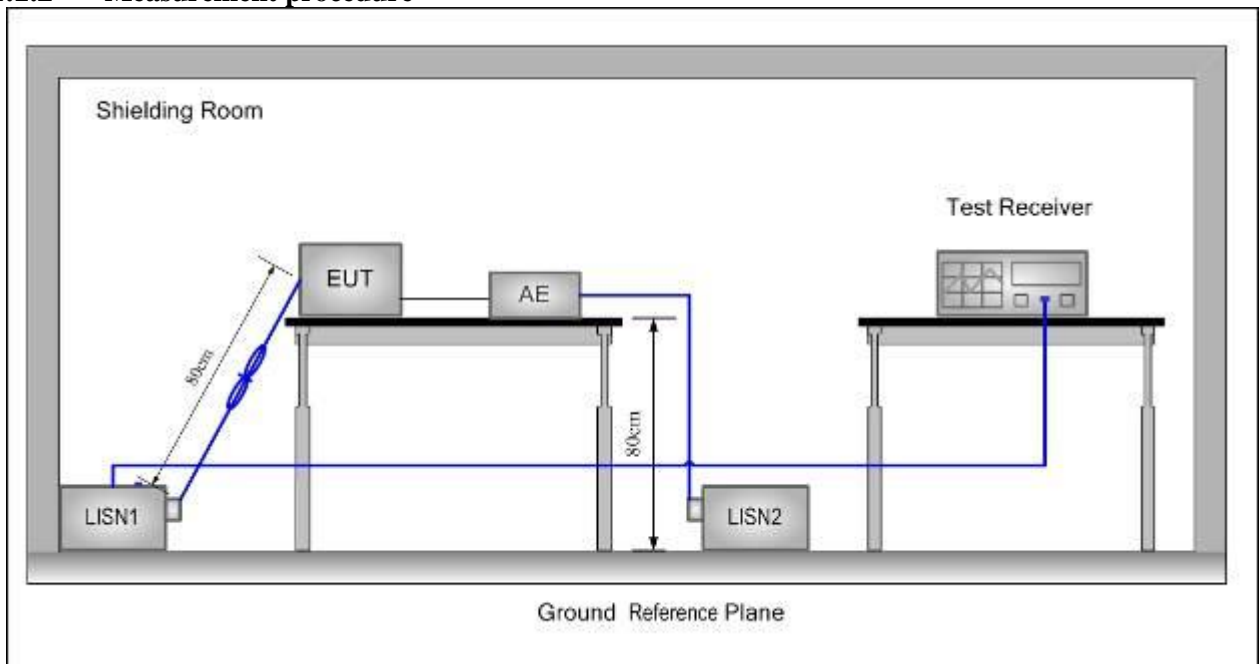 Measurement procedure
Shielding Room
Test Receiver
EUT
AE
80cm
80cm
LISN1
LISN2
Ground Reference Plane